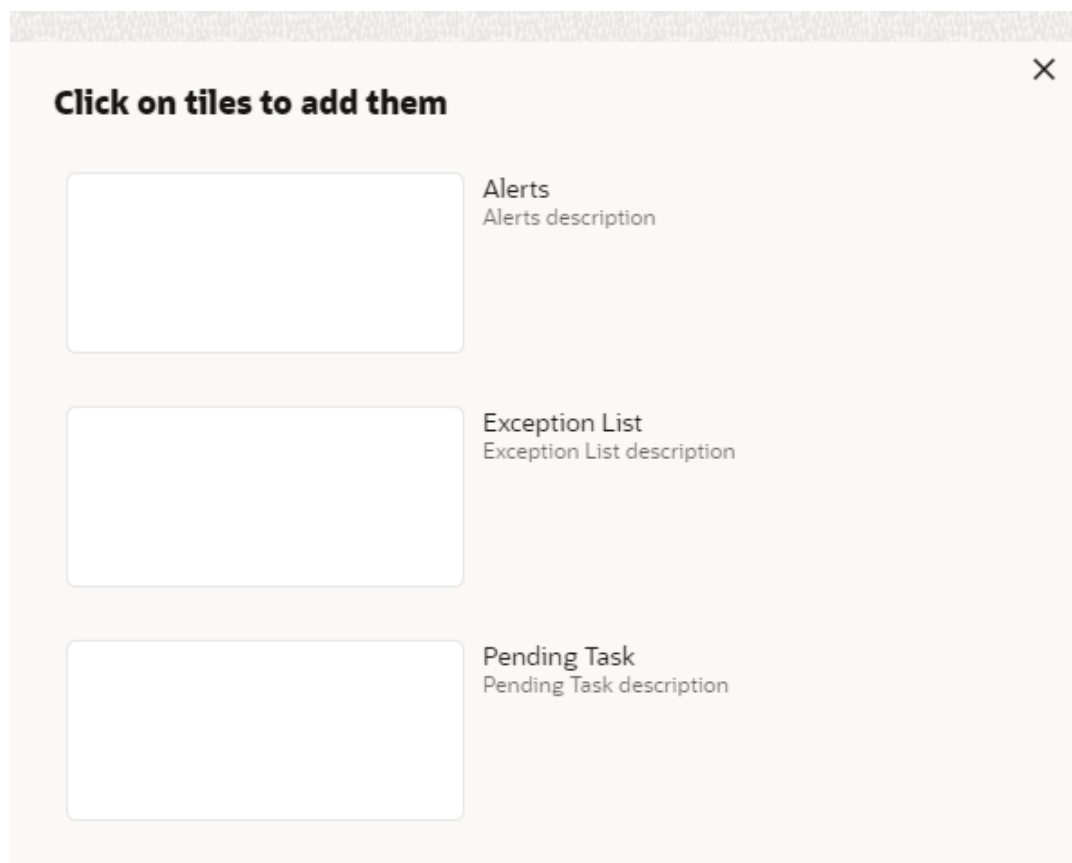 Click on tiles to add them
Alerts
Alerts description
Exception List
Exception List description
Pending Task
Pending Task description